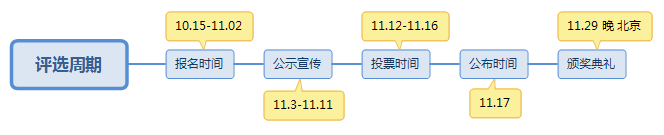 10.15-11.02
11.12-11.16
11.29 晚 北京
评选周期
报名时间
公示宣传
投票时间
公布时间
颁奖典礼
11.3-11.11
11.17